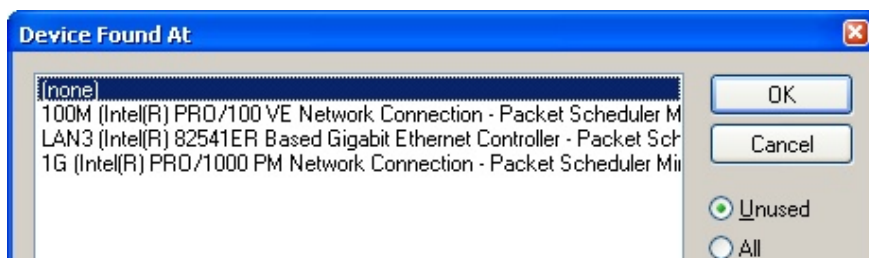 Device Found At
(none)
100M (Intel(R) PRO/100 VE Network Connection - Packet Scheduler M
LAN3 (Intel(R) 82541ER Based Gigabit Ethernet Controller - Packet Sch
1G (Intel(R) PRO/1000 PM Network Connection - Packet Scheduler Mir
OK
Cancel
Unused
All